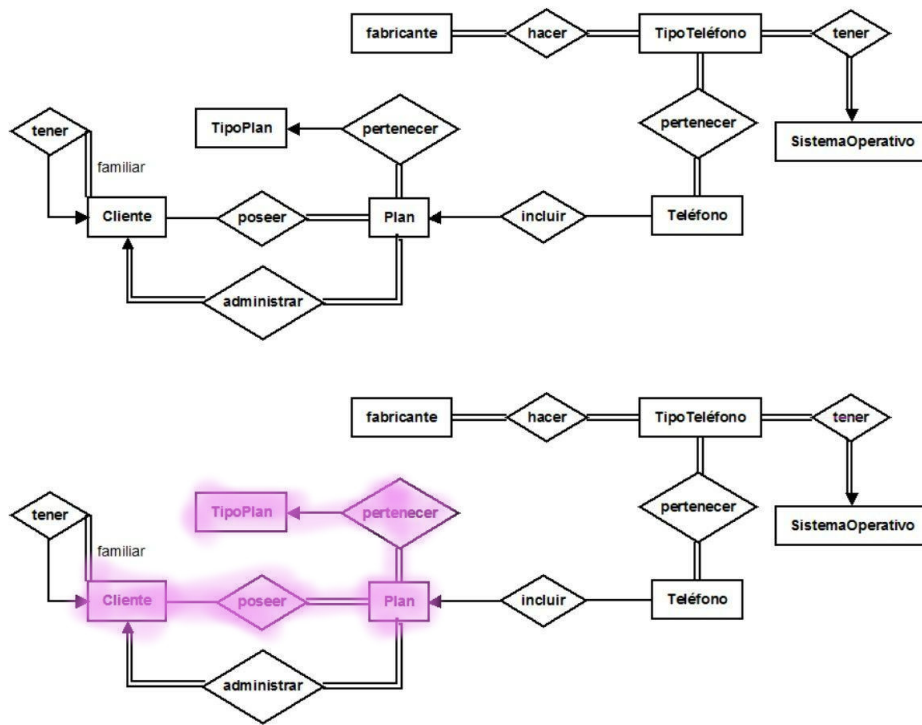 fabricante hacer TipoTeléfono tener
tener TipoPlan pertenecer pertenecer SistemaOperativo
familiar
Cliente poseer Plan incluir Teléfono
administrar
fabricante hacer TipoTeléfono tener
tener TipoPlan pertenecer pertenecer SistemaOperativo
familiar
Cliente poseer Plan incluir Teléfono
administrar